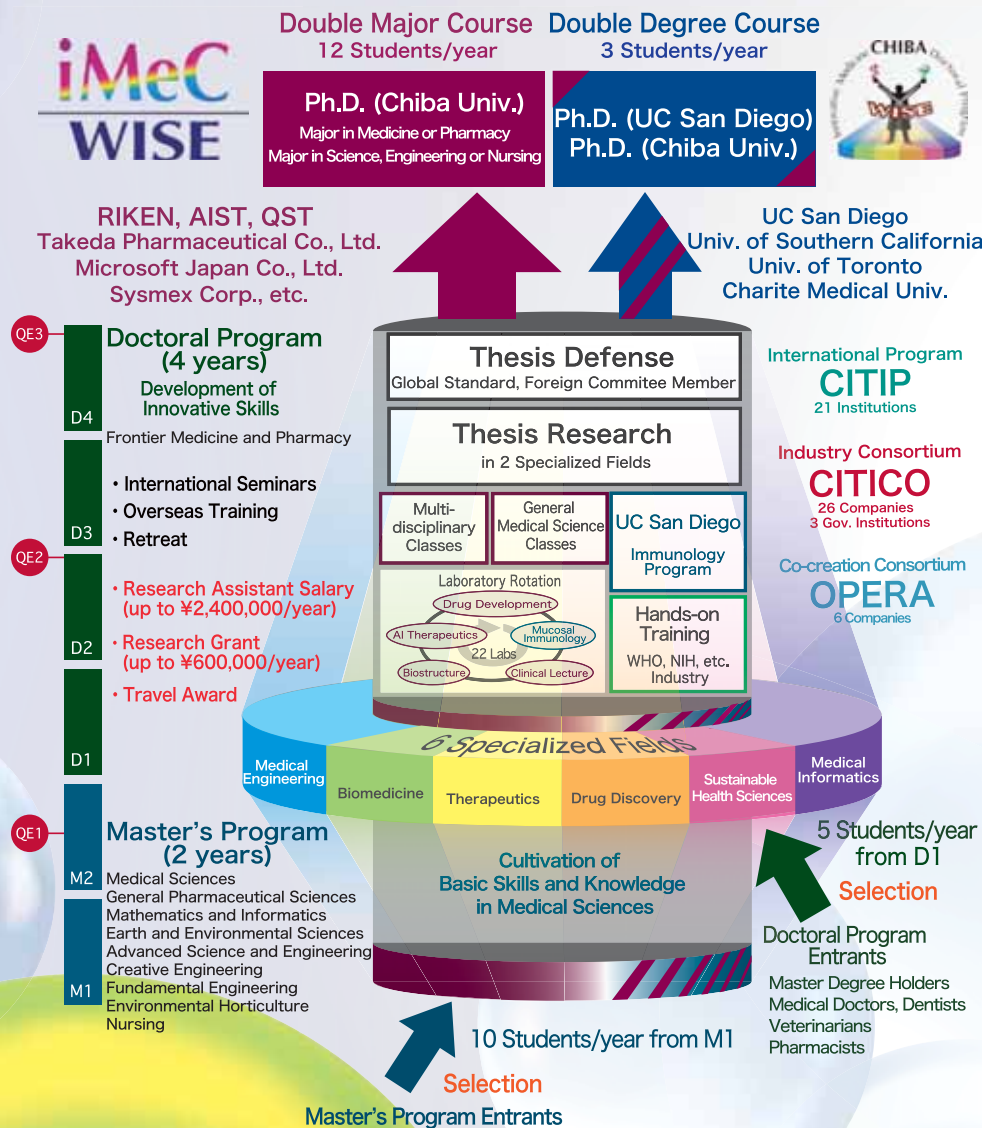 iMeC
WISE
Double Major Course
12 Students/year
Double Degree Course
3 Students/year
CHIBA
WISE
Ph.D. (Chiba Univ.)
Major in Medicine or Pharmacy
Major in Science, Engineering or Nursing
Ph.D. (UC San Diego)
Ph.D. (Chiba Univ.)
RIKEN, AIST, QST
Takeda Pharmaceutical Co., Ltd.
Microsoft Japan Co., Ltd.
Sysmex Corp., etc.
UC San Diego
Univ. of Southern California
Univ. of Toronto
Charite Medical Univ.
QE3
D4
Doctoral Program
(4 years)
Development of
Innovative Skills
Frontier Medicine and Pharmacy
D3
・International Seminars
・Overseas Training
・Retreat
QE2
D2
・Research Assistant Salary
(up to ¥2,400,000/year)
・Research Grant
(up to ¥600,000/year)
・Travel Award
D1
Thesis Defense
Global Standard, Foreign Commitee Member
Thesis Research
in 2 Specialized Fields
Multi-
disciplinary
Classes
General
Medical Science
Classes
UC San Diego
Immunology
Program
Laboratory Rotation
Drug Development
AI Therapeutics
Mucosal
Immunology
22 Labs
Biostructure
Clinical Lecture
Hands-on
Training
WHO, NIH, etc.
Industry
International Program
CITIP
21 Institutions
Industry Consortium
CITICO
26 Companies
3 Gov. Institutions
Co-creation Consortium
OPERA
6 Companies
6 Specialized Fields
Medical
Engineering
Biomedicine
Therapeutics
Drug Discovery
Sustainable
Health Sciences
Medical
Informatics
QE1
M2
M1
Master's Program
(2 years)
Medical Sciences
General Pharmaceutical Sciences
Mathematics and Informatics
Earth and Environmental Sciences
Advanced Science and Engineering
Creative Engineering
Fundamental Engineering
Environmental Horticulture
Nursing
Cultivation of
Basic Skills and Knowledge
in Medical Sciences
5 Students/year
from D1
Selection
Doctoral Program
Entrants
Master Degree Holders
Medical Doctors, Dentists
Veterinarians
Pharmacists
10 Students/year from M1
Selection
Master's Program Entrants